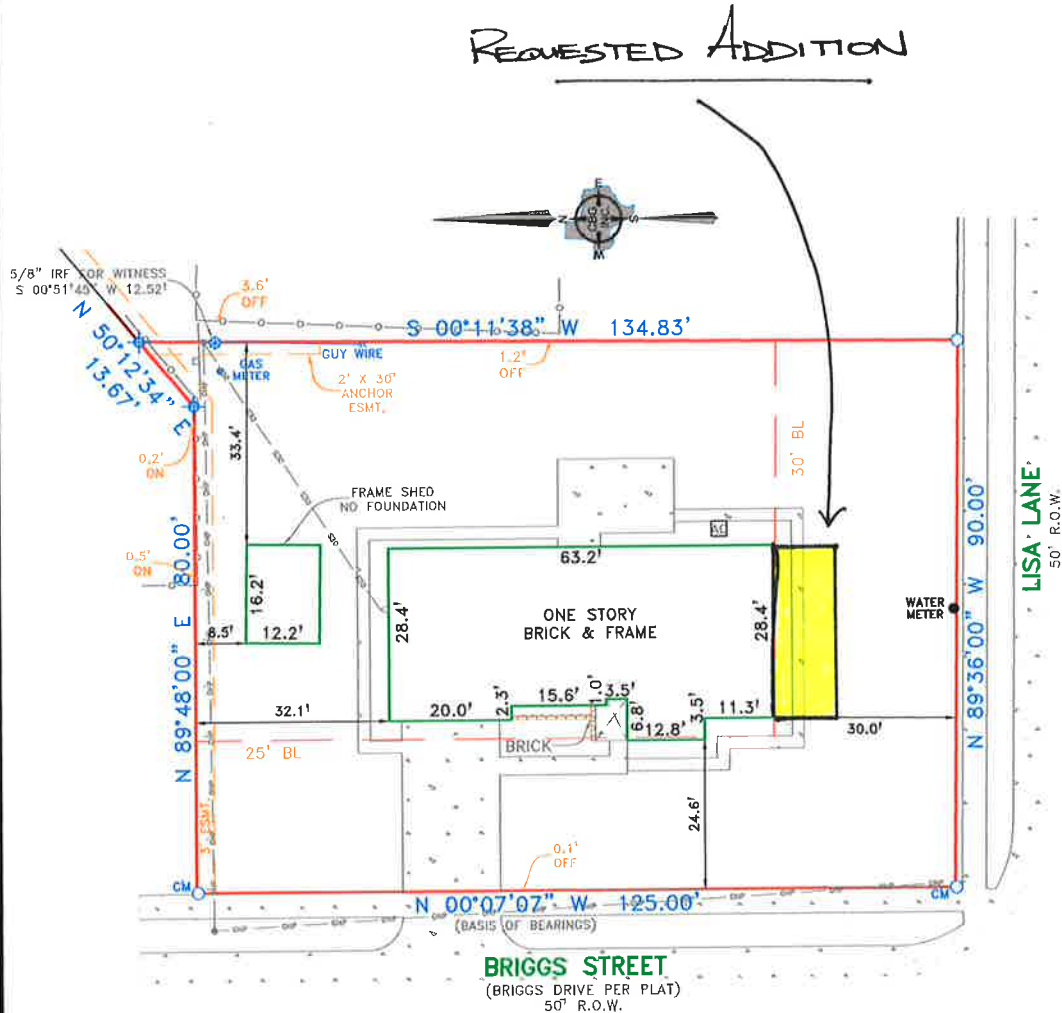 REQUESTED ADDITION
E
N
CBG
INC.
S
W
5/8" IRF FOR WITNESS
S 00°51'45" W 12.52'
3.6'
OFF
S 00°11'38" W 134.83'
N 50°12'34" E
13.67'
GAS
METER
GUY WIRE
1.2'
OFF
2' X 30'
ANCHOR
ESMT.
0.2'
ON
33.4'
30' BL
N 89°36'00" W 90.00'
LISA LANE
50' R.O.W.
FRAME SHED
NO FOUNDATION
AC
0.5'
ON
N 89°48'00" E 80.00'
63.2'
16.2'
8.5'
12.2'
28.4'
ONE STORY
BRICK & FRAME
28.4'
WATER
METER
32.1'
20.0'
2.3'
15.6'
1.0'
3.5'
6.8'
12.8'
3.5'
11.3'
30.0'
BRICK
25' BL
24.6'
5' ESMT.
0.1'
OFF
CM
CM
N 00°07'07" W 125.00'
(BASIS OF BEARINGS)
OHP
BRIGGS STREET
(BRIGGS DRIVE PER PLAT)
50' R.O.W.